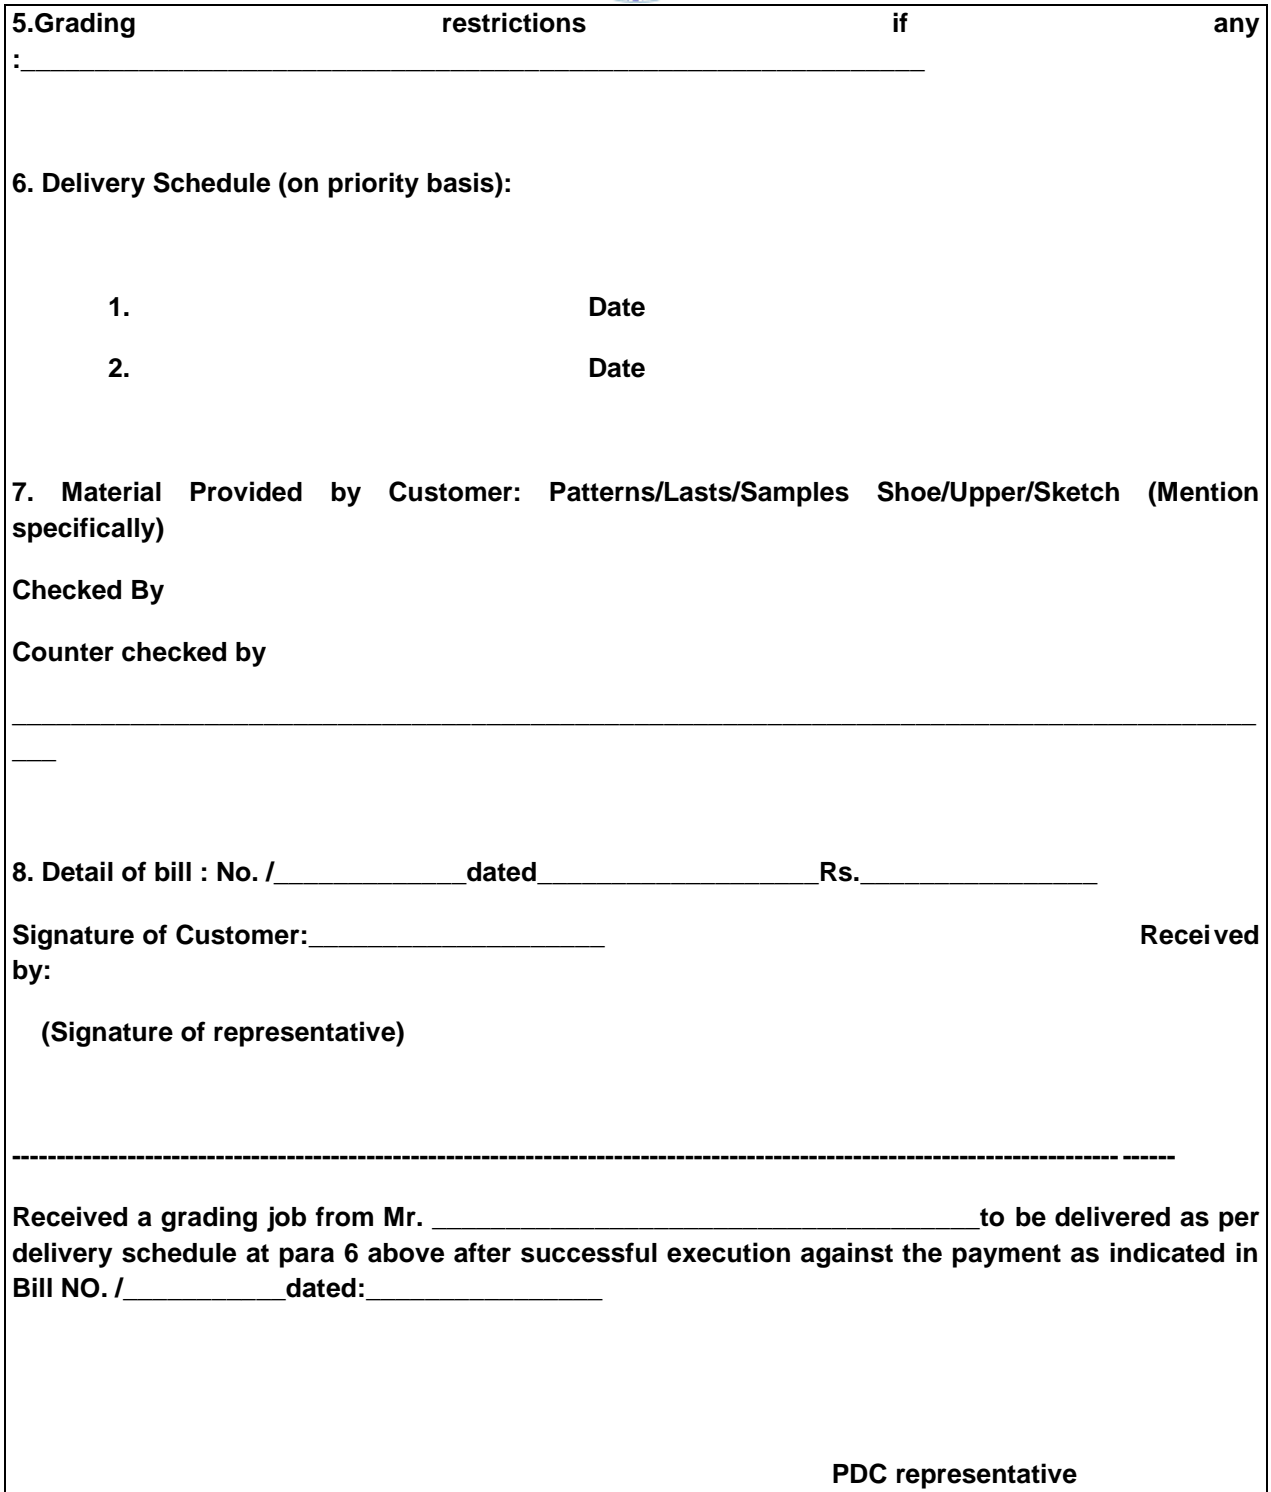 5.Grading restrictions if any
:_____________________________________________________________
6. Delivery Schedule (on priority basis):
1. Date
2. Date
7. Material Provided by Customer: Patterns/Lasts/Samples Shoe/Upper/Sketch (Mention
specifically)
Checked By
Counter checked by
____________________________________________________________________________________
___
8. Detail of bill : No. /_____________dated___________________Rs.________________
Signature of Customer:____________________ Received
by:
(Signature of representative)
-----------------------------------------------------------------------------------------------------------------------------------
Received a grading job from Mr. _____________________________________to be delivered as per
delivery schedule at para 6 above after successful execution against the payment as indicated in
Bill NO. /___________dated:________________
PDC representative